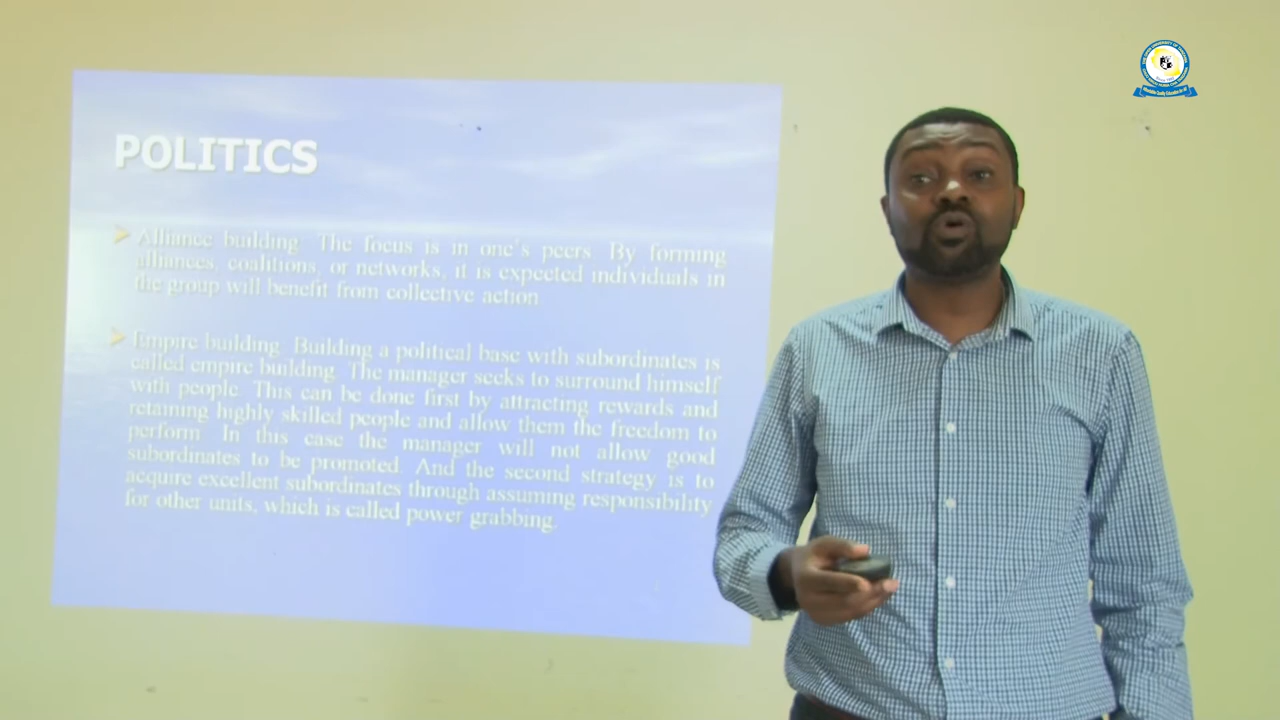 POLITICS
Alliance building: The focus is in one's peers. By forming
alliances, coalitions, or networks, it is expected individuals in
the group will benefit from collective action
Empire building: Building a political base with subordinates is
called empire building. The manager seeks to surround himself
with people. This can be done first by attracting rewards and
retaining highly skilled people and allow them the freedom to
perform. In this case the manager will not allow good
subordinates to be promoted. And the second strategy is to
acquire excellent subordinates through assuming responsibility
for other units, which is called power grabbing.